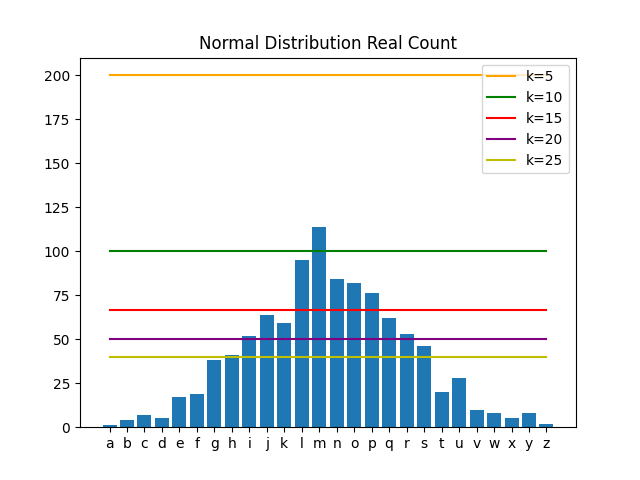 Normal Distribution Real Count
200
175
150
125
100
75
50
25
0
k=5
k=10
k=15
k=20
k=25
a b c d e f g h i j k l m n o p q r s t u v w x y z